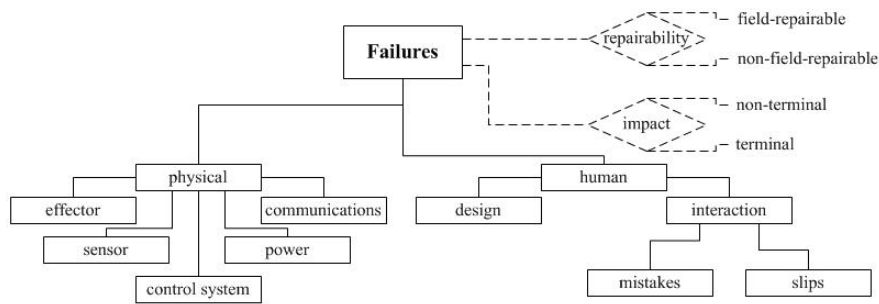 Failures
repairability
field-repairable
non-field-repairable
impact
non-terminal
terminal
physical
human
effector
communications
design
interaction
sensor
power
control system
mistakes
slips